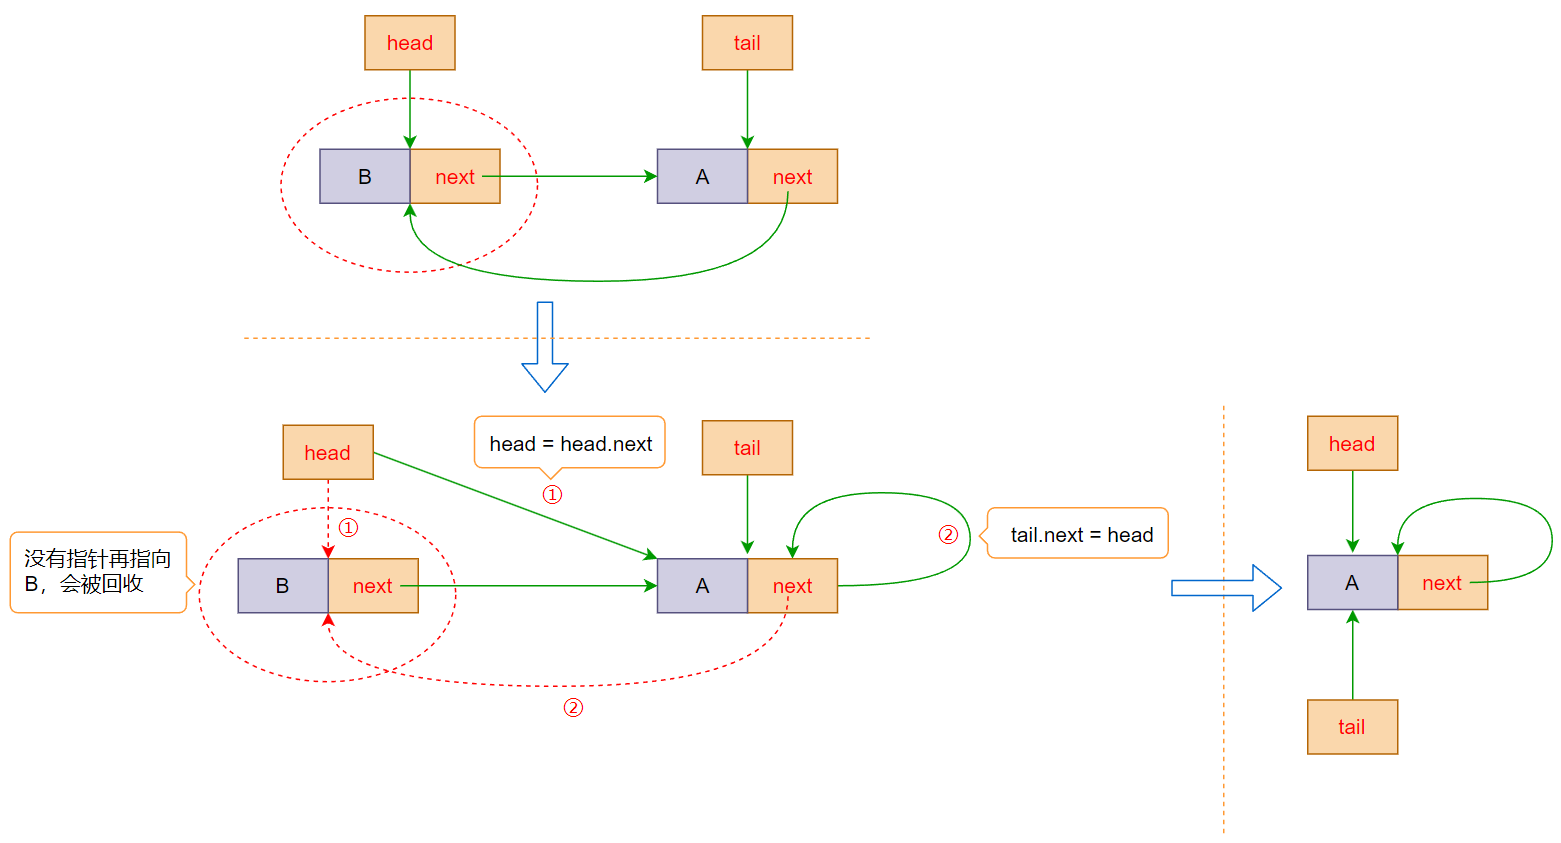 head
tail
B
next
A
next
head
head = head.next
tail
①
①
没有指针再指向
B，会被回收
B
next
A
next
②
tail.next = head
②
head
A
next
tail